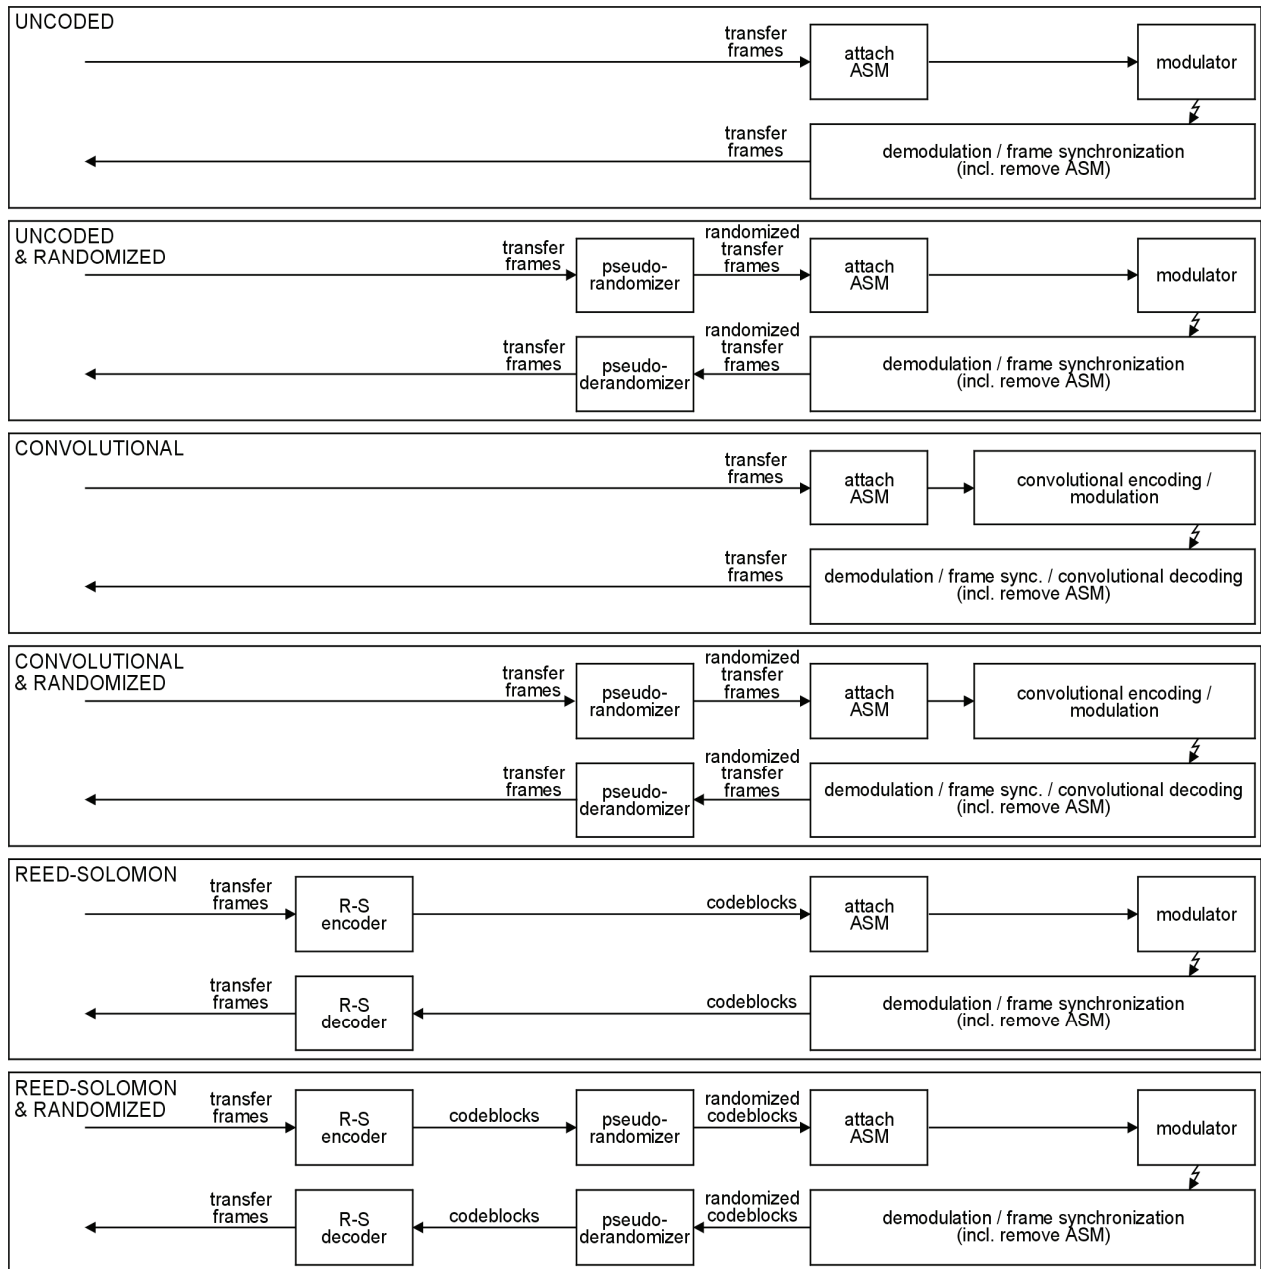 UNCODED
transfer
frames
attach
ASM
modulator
transfer
frames
demodulation / frame synchronization
(incl. remove ASM)
UNCODED
& RANDOMIZED
transfer
frames
pseudo-
randomizer
randomized
transfer
frames
attach
ASM
modulator
transfer
frames
pseudo-
derandomizer
randomized
transfer
frames
demodulation / frame synchronization
(incl. remove ASM)
CONVOLUTIONAL
transfer
frames
attach
ASM
convolutional encoding /
modulation
transfer
frames
demodulation / frame sync. / convolutional decoding
(incl. remove ASM)
CONVOLUTIONAL
& RANDOMIZED
transfer
frames
pseudo-
randomizer
randomized
transfer
frames
attach
ASM
convolutional encoding /
modulation
transfer
frames
pseudo-
derandomizer
randomized
transfer
frames
demodulation / frame sync. / convolutional decoding
(incl. remove ASM)
REED-SOLOMON
transfer
frames
R-S
encoder
codeblocks
attach
ASM
modulator
transfer
frames
R-S
decoder
codeblocks
demodulation / frame synchronization
(incl. remove ASM)
REED-SOLOMON
& RANDOMIZED
transfer
frames
R-S
encoder
codeblocks
pseudo-
randomizer
randomized
codeblocks
attach
ASM
modulator
transfer
frames
R-S
decoder
codeblocks
pseudo-
derandomizer
randomized
codeblocks
demodulation / frame synchronization
(incl. remove ASM)